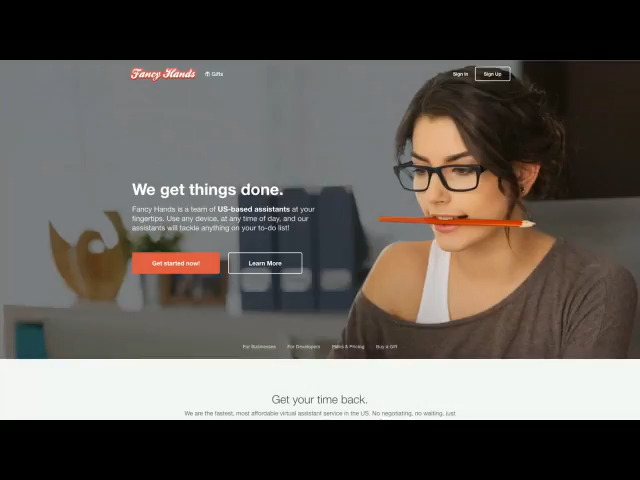 Fancy Hands
Gifts
Sign In
Sign Up
We get things done.
Fancy Hands is a team of US-based assistants at your
fingertips. Use any device, at any time of day, and our
assistants will tackle anything on your to-do list!
Get started now!
Learn More
For Businesses
For Developers
Plans & Pricing
Buy a Gift
Get your time back.
We are the fastest, most affordable virtual assistant service in the US. No negotiating, no waiting, just